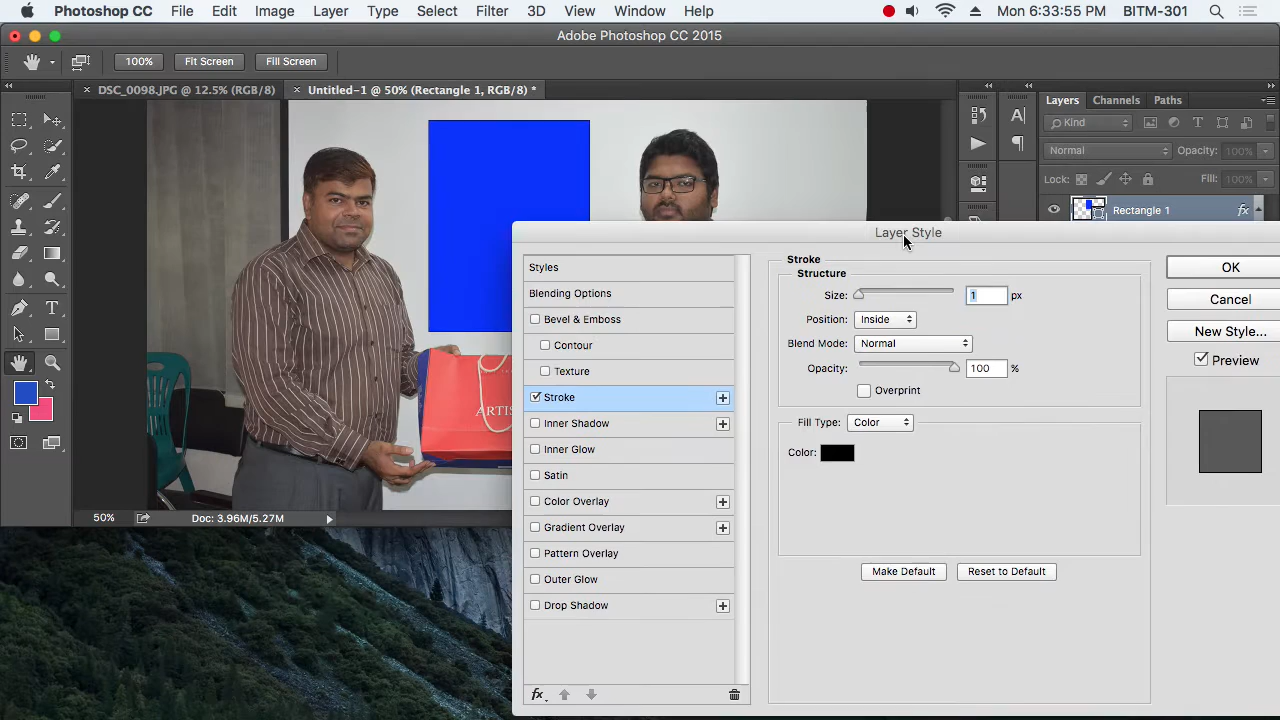 Photoshop CC File Edit Image Layer Type Select Filter 3D View Window Help Mon 6:33:55 PM BITM-301
Adobe Photoshop CC 2015
100% Fit Screen Fill Screen
DSC_0098.JPG @ 12.5% (RGB/8) Untitled-1 @ 50% (Rectangle 1, RGB/8) *
Layers Channels Paths
Kind
Normal Opacity: 100%
Lock: Fill: 100%
Rectangle 1 fx
Layer Style
Styles
Blending Options
Bevel & Emboss
Contour
Texture
Stroke
Inner Shadow
Inner Glow
Satin
Color Overlay
Gradient Overlay
Pattern Overlay
Outer Glow
Drop Shadow
fx
Stroke
Structure
Size: 1 px
Position: Inside
Blend Mode: Normal
Opacity: 100 %
Overprint
Fill Type: Color
Color:
Make Default Reset to Default
OK
Cancel
New Style...
Preview
ARTIS
50% Doc: 3.96M/5.27M